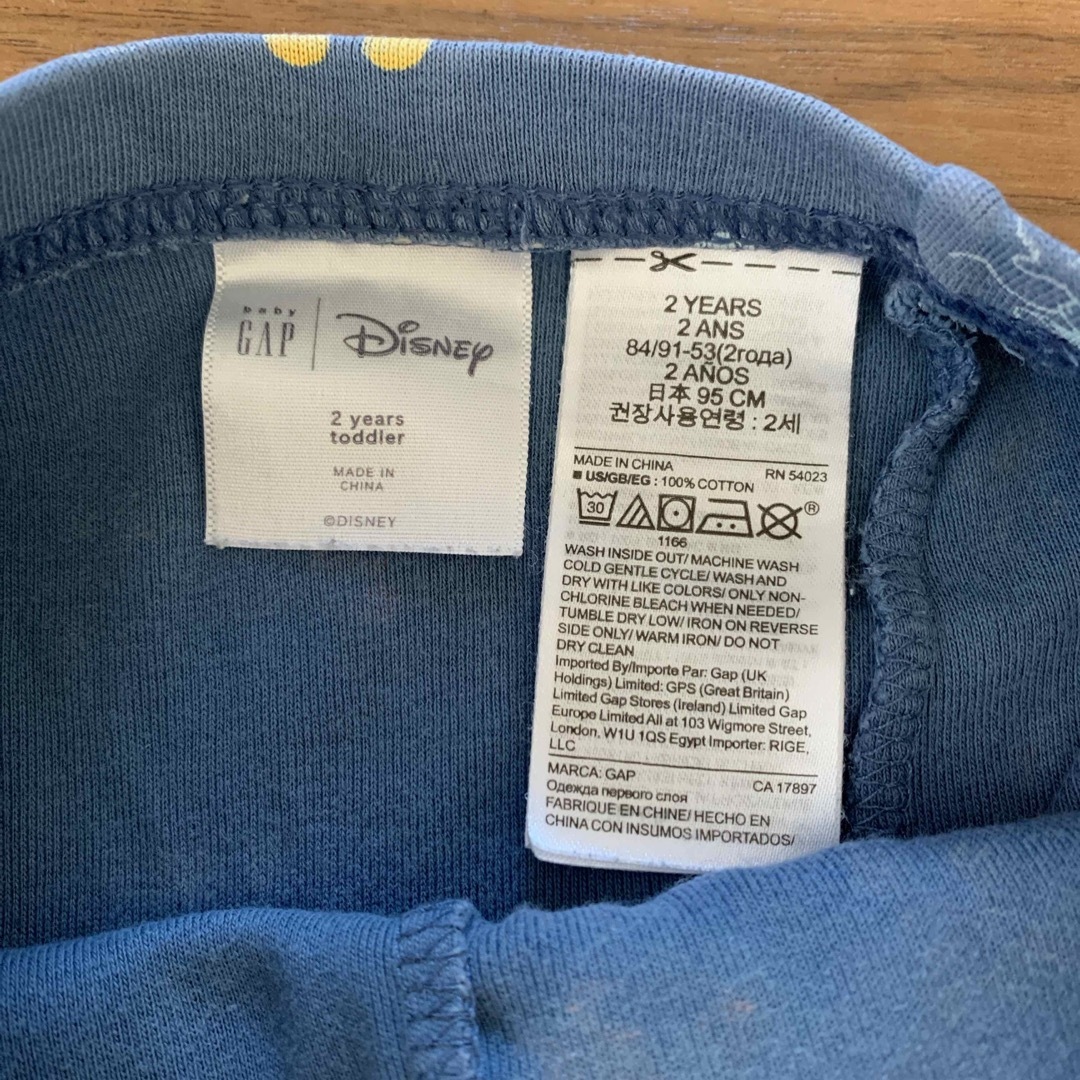 baby
GAP
Disney
2 years
toddler
MADE IN
CHINA
©DISNEY
2 YEARS
2 ANS
84/91-53(2года)
2 AÑOS
日本 95 CM
권장사용연령 : 2세
MADE IN CHINA RN 54023
■ US/GB/EG : 100% COTTON
30 ®
1166
WASH INSIDE OUT/ MACHINE WASH
COLD GENTLE CYCLE/ WASH AND
DRY WITH LIKE COLORS/ ONLY NON-
CHLORINE BLEACH WHEN NEEDED/
TUMBLE DRY LOW/ IRON ON REVERSE
SIDE ONLY/ WARM IRON/ DO NOT
DRY CLEAN
Imported By/Importe Par: Gap (UK
Holdings) Limited: GPS (Great Britain)
Limited Gap Stores (Ireland) Limited Gap
Europe Limited All at 103 Wigmore Street,
London. W1U 1QS Egypt Importer: RIGE,
LLC
MARCA: GAP CA 17897
Одежда первого слоя
FABRIQUE EN CHINE/ HECHO EN
CHINA CON INSUMOS IMPORTADOS/